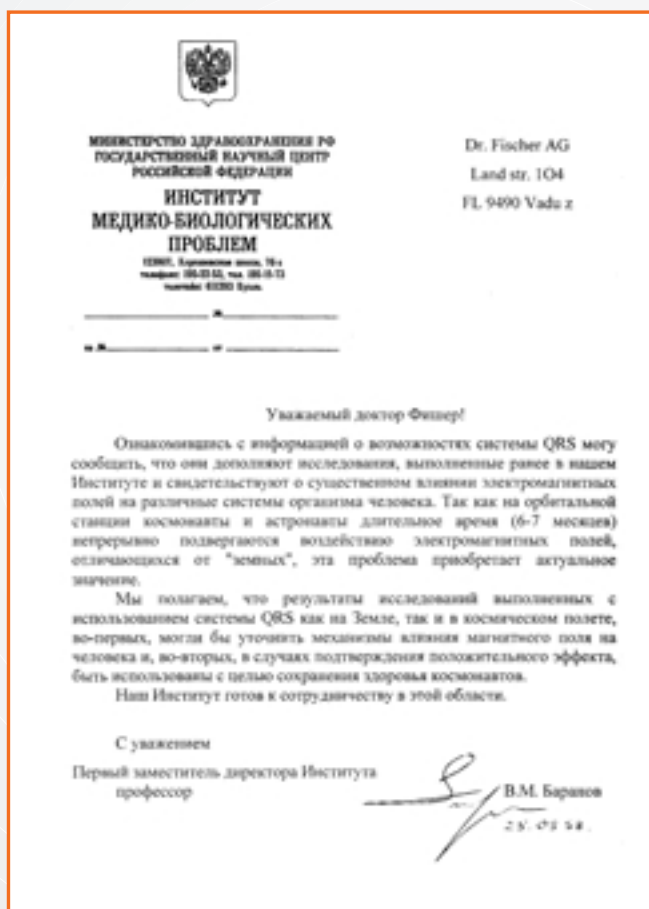 МИНИСТЕРСТВО ЗДРАВООХРАНЕНИЯ РФ
ГОСУДАРСТВЕННЫЙ НАУЧНЫЙ ЦЕНТР
РОССИЙСКОЙ ФЕДЕРАЦИИ
ИНСТИТУТ
МЕДИКО-БИОЛОГИЧЕСКИХ
ПРОБЛЕМ
Dr. Fischer AG
Land str. 1O4
FL 9490 Vadu z
Уважаемый доктор Фишер!
Ознакомившись с информацией о возможностях системы QRS могу
сообщить, что они дополняют исследования, выполненные ранее в нашем
Институте и свидетельствуют о существенном влиянии электромагнитных
полей на различные системы организма человека. Так как на орбитальной
станции космонавты и астронавты длительное время (6-7 месяцев)
непрерывно подвергаются воздействию электромагнитных полей,
отличающихся от "земных", эта проблема приобретает актуальное
значение.
Мы полагаем, что результаты исследований выполненных с
использованием системы QRS как на Земле, так и в космическом полете,
во-первых, могли бы уточнить механизмы влияния магнитного поля на
человека и, во-вторых, в случаях подтверждения положительного эффекта,
быть использованы с целью сохранения здоровья космонавтов.
Наш Институт готов к сотрудничеству в этой области.
С уважением
Первый заместитель директора Института
профессор
В.М. Баранов